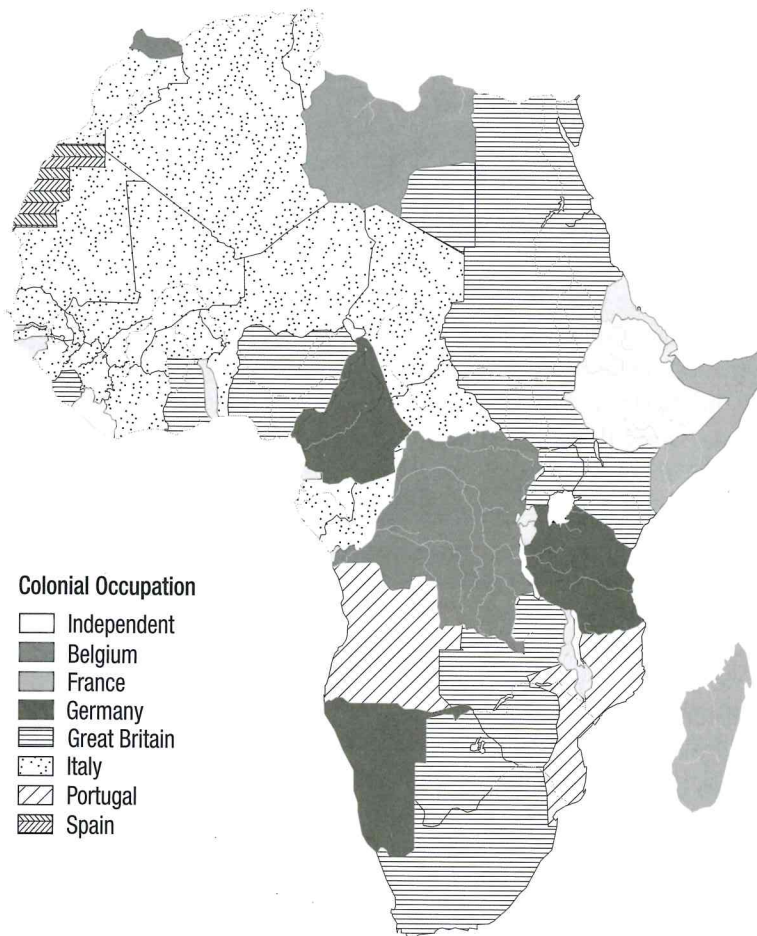 Colonial Occupation
Independent
Belgium
France
Germany
Great Britain
Italy
Portugal
Spain